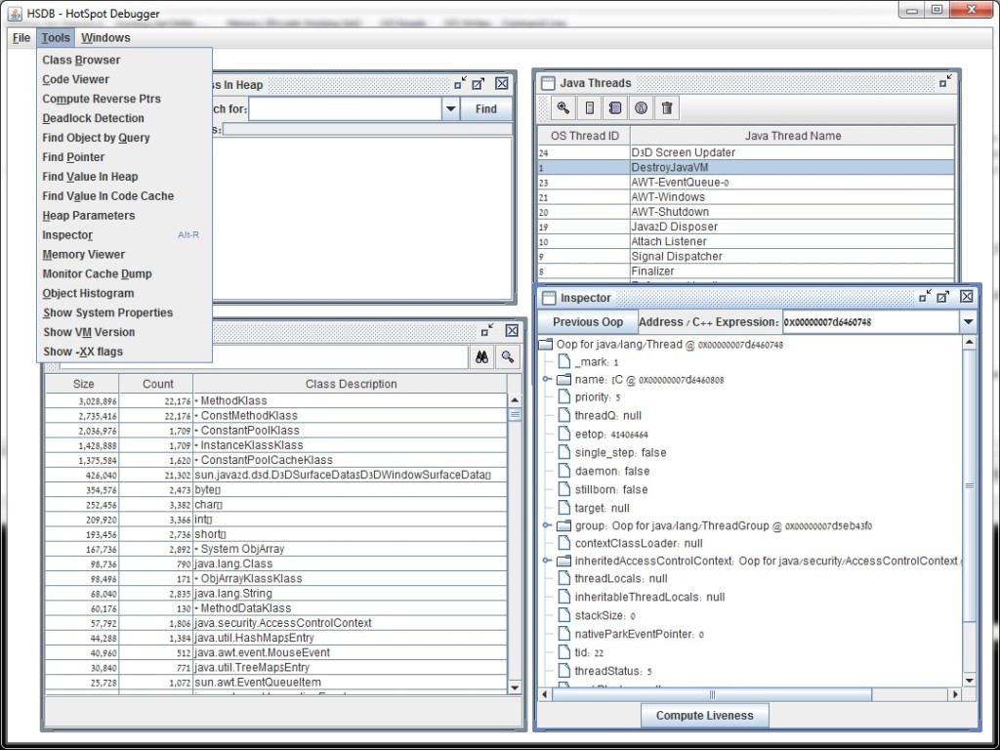 HSDB - HotSpot Debugger
File Tools Windows
Class Browser
Code Viewer
Compute Reverse Ptrs
Deadlock Detection
Find Object by Query
Find Pointer
Find Value In Heap
Find Value In Code Cache
Heap Parameters
Inspector Alt-R
Memory Viewer
Monitor Cache Dump
Object Histogram
Show System Properties
Show VM Version
Show -XX flags
s In Heap
ch for: Find
s:
Java Threads
OS Thread ID Java Thread Name
24 D3D Screen Updater
1 DestroyJavaVM
23 AWT-EventQueue-0
21 AWT-Windows
20 AWT-Shutdown
19 Java2D Disposer
10 Attach Listener
9 Signal Dispatcher
8 Finalizer
Size Count Class Description
3,028,896 22,176 * MethodKlass
2,735,416 22,176 * ConstMethodKlass
2,036,976 1,709 * ConstantPoolKlass
1,428,888 1,709 * InstanceKlassKlass
1,375,584 1,620 * ConstantPoolCacheKlass
426,040 21,302 sun.java2d.d3d.D3DSurfaceData$D3DWindowSurfaceData[]
354,576 2,473 byte[]
252,456 3,382 char[]
209,920 3,366 int[]
193,456 2,736 short[]
167,736 2,892 * System ObjArray
98,736 790 java.lang.Class
98,496 171 * ObjArrayKlassKlass
68,040 2,835 java.lang.String
60,176 130 * MethodDataKlass
57,792 1,806 java.security.AccessControlContext
44,288 1,384 java.util.HashMap$Entry
40,960 512 java.awt.event.MouseEvent
30,840 771 java.util.TreeMap$Entry
25,728 1,072 sun.awt.EventQueueItem
Inspector
Previous Oop Address / C++ Expression: 0x00000007d6460748
Oop for java/lang/Thread @ 0x00000007d6460748
_mark: 1
name: [C @ 0x00000007d6460808
priority: 5
threadQ: null
eetop: 41406464
single_step: false
daemon: false
stillborn: false
target: null
group: Oop for java/lang/ThreadGroup @ 0x00000007d5eb43f0
contextClassLoader: null
inheritedAccessControlContext: Oop for java/security/AccessControlContext
threadLocals: null
inheritableThreadLocals: null
stackSize: 0
nativeParkEventPointer: 0
tid: 22
threadStatus: 5
Compute Liveness